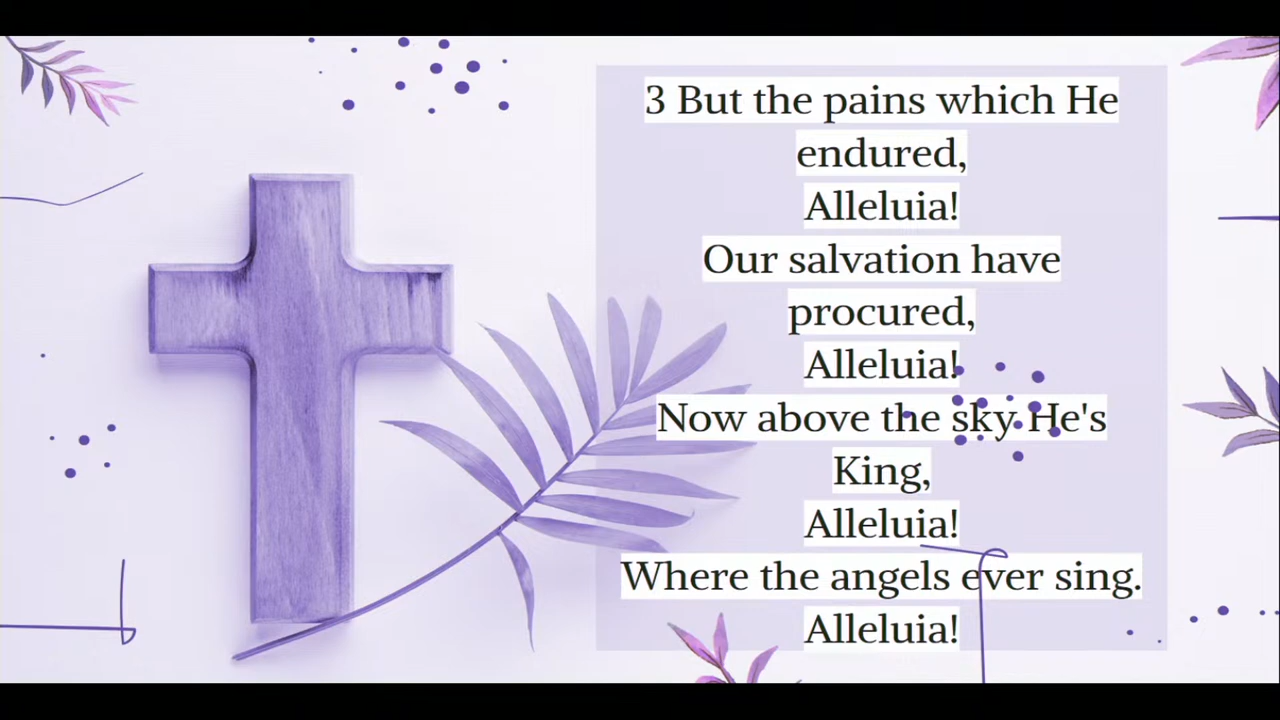 3 But the pains which He
endured,
Alleluia!
Our salvation have
procured,
Alleluia!
Now above the sky He's
King,
Alleluia!
Where the angels ever sing.
Alleluia!